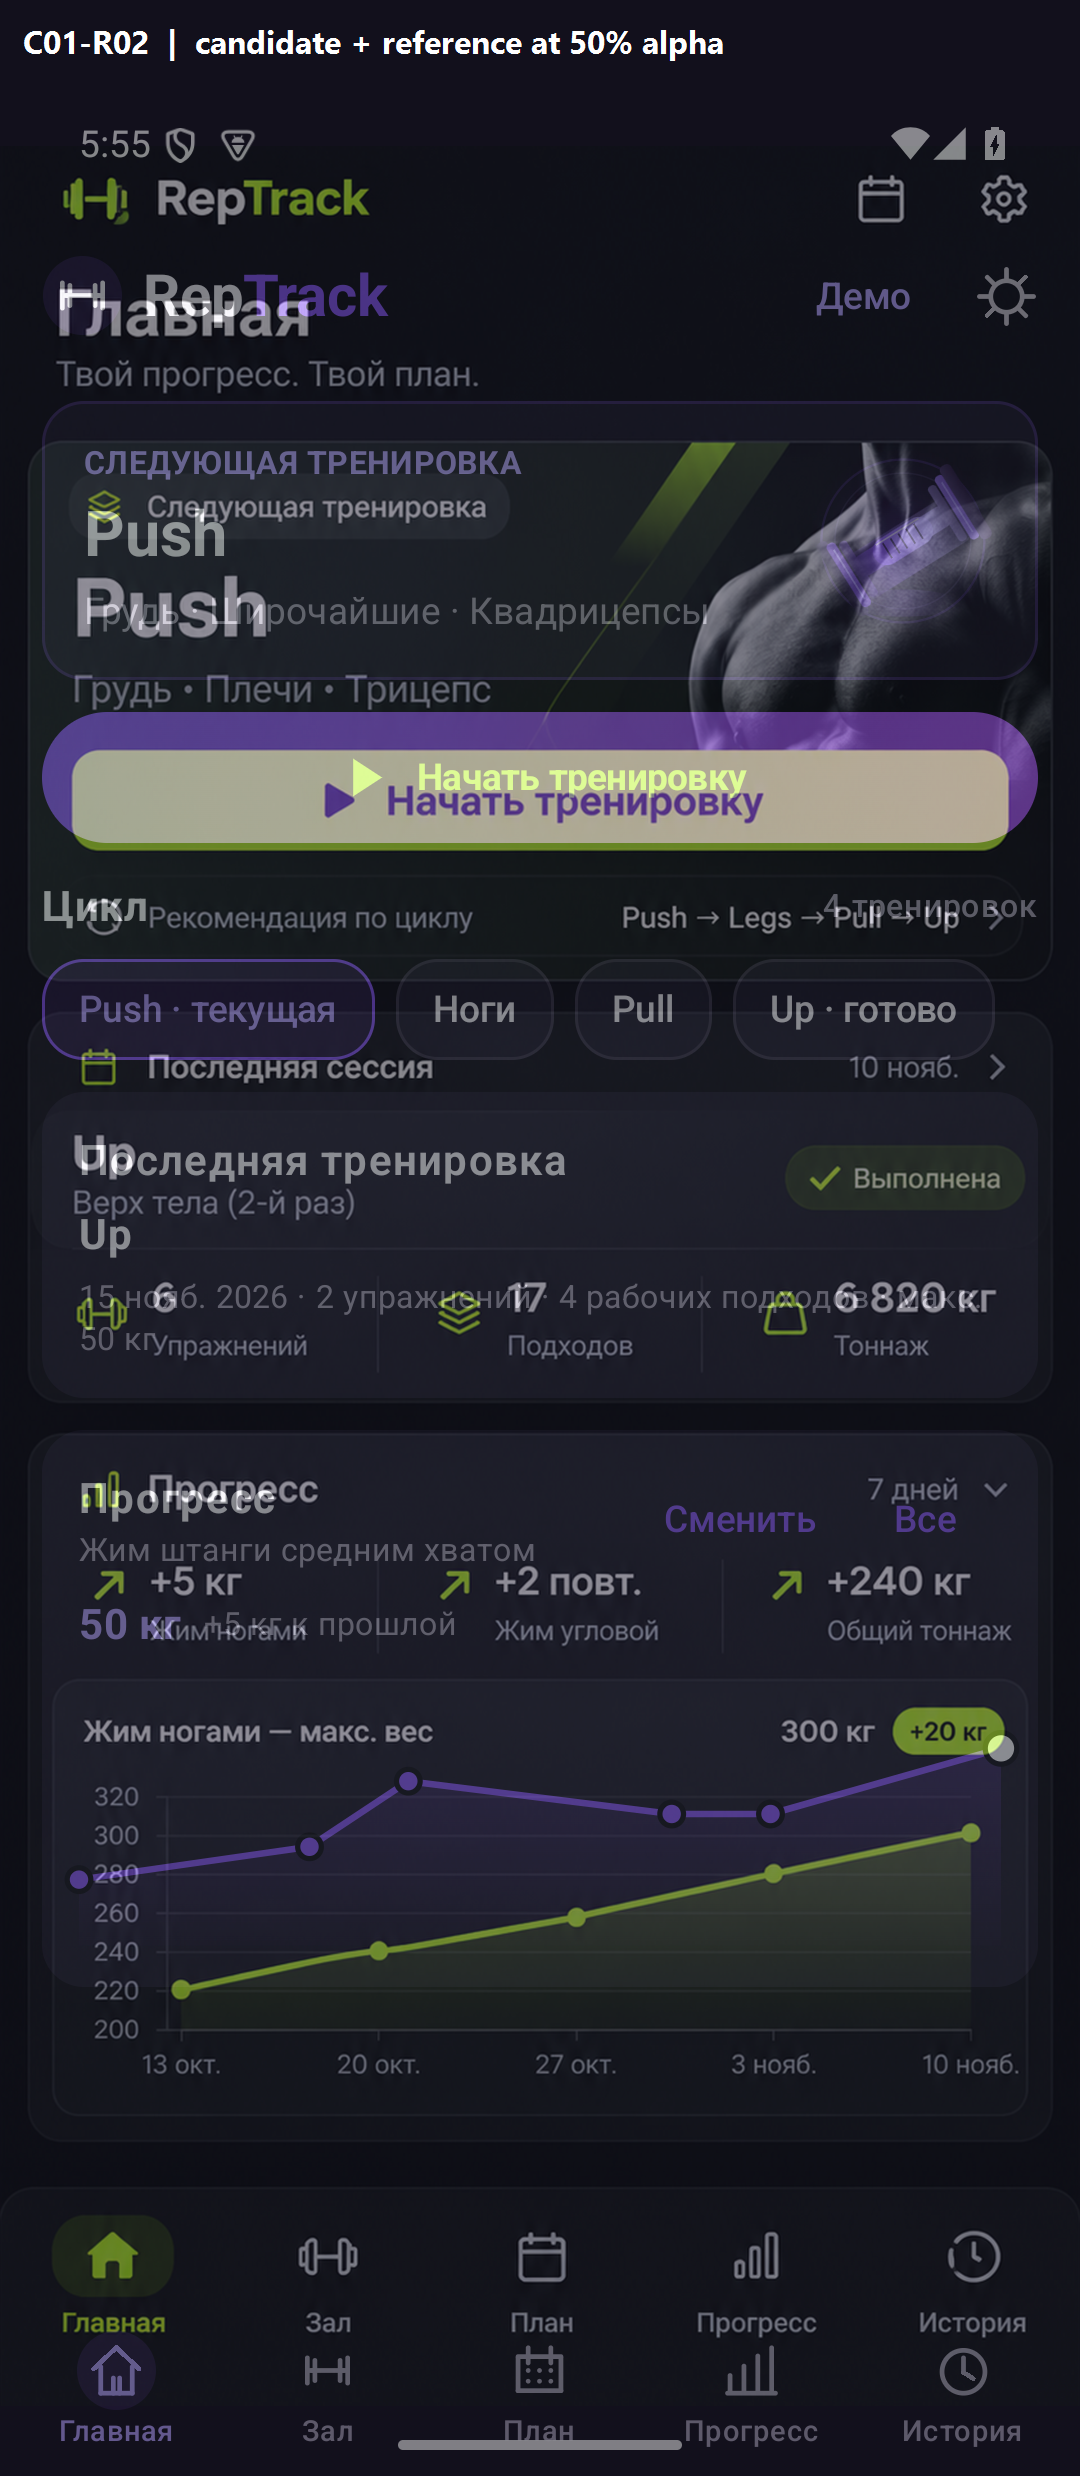 C01-R02 | candidate + reference at 50% alpha
5:55
RepTrack
RepTrack
Демо
Главная
Твой прогресс. Твой план.
СЛЕДУЮЩАЯ ТРЕНИРОВКА
Следующая тренировка
Push
Push
Грудь · Широчайшие · Квадрицепсы
Грудь • Плечи • Трицепс
Начать тренировку
Начать тренировку
Цикл
4 тренировок
Рекомендация по циклу
Push → Legs → Pull → Up
Push · текущая
Ноги
Pull
Up · готово
Последняя сессия
10 нояб.
Up
Последняя тренировка
Выполнена
Верх тела (2-й раз)
Up
15 нояб. 2026 · 2 упражнений · 4 рабочих подходов · макс.
50 кг
6
17
6 820 кг
Упражнений
Подходов
Тоннаж
Прогресс
7 дней
Прогресс
Сменить
Все
Жим штанги средним хватом
+5 кг
+2 повт.
+240 кг
50 кг
+5 кг к прошлой
Жим ногами
Жим угловой
Общий тоннаж
Жим ногами — макс. вес
300 кг
+20 кг
320
300
280
260
240
220
200
13 окт.
20 окт.
27 окт.
3 нояб.
10 нояб.
Главная
Зал
План
Прогресс
История
Главная
Зал
План
Прогресс
История